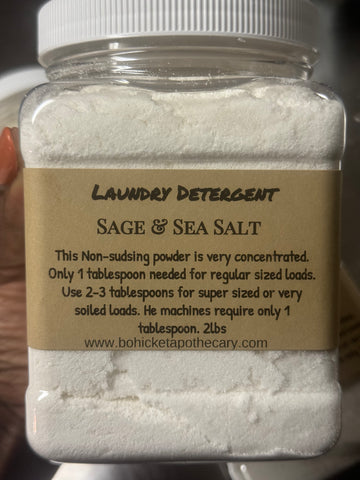 Laundry Detergent
Sage & Sea Salt
This Non-sudsing powder is very concentrated.
Only 1 tablespoon needed for regular sized loads.
Use 2-3 tablespoons for super sized or very
soiled loads. He machines require only 1
tablespoon. 2lbs
www.bohicketapothecary.com